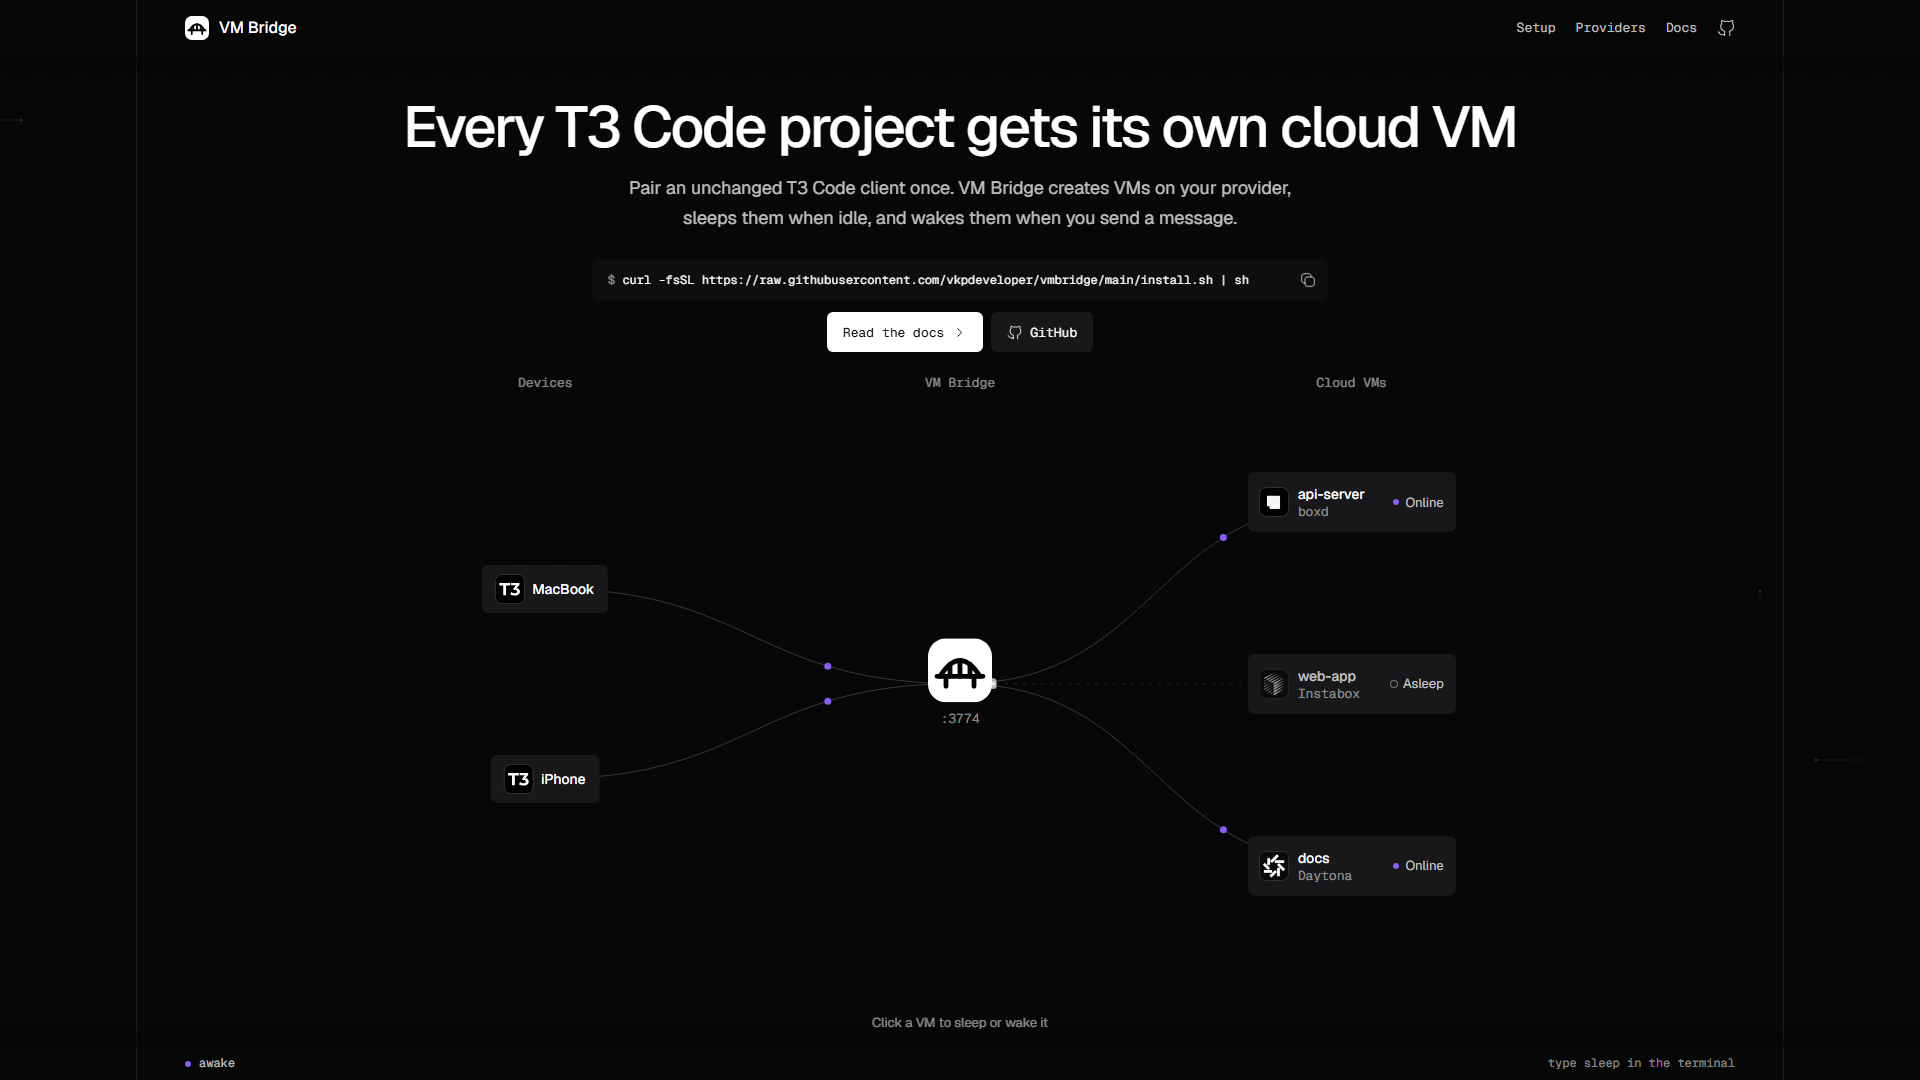 VM Bridge
Setup Providers Docs
Every T3 Code project gets its own cloud VM
Pair an unchanged T3 Code client once. VM Bridge creates VMs on your provider,
sleeps them when idle, and wakes them when you send a message.
$ curl -fsSL https://raw.githubusercontent.com/vkpdeveloper/vmbridge/main/install.sh | sh
Read the docs
GitHub
Devices
VM Bridge
Cloud VMs
api-server
boxd
Online
T3 MacBook
web-app
Instabox
Asleep
:3774
T3 iPhone
docs
Daytona
Online
Click a VM to sleep or wake it
awake
type sleep in the terminal